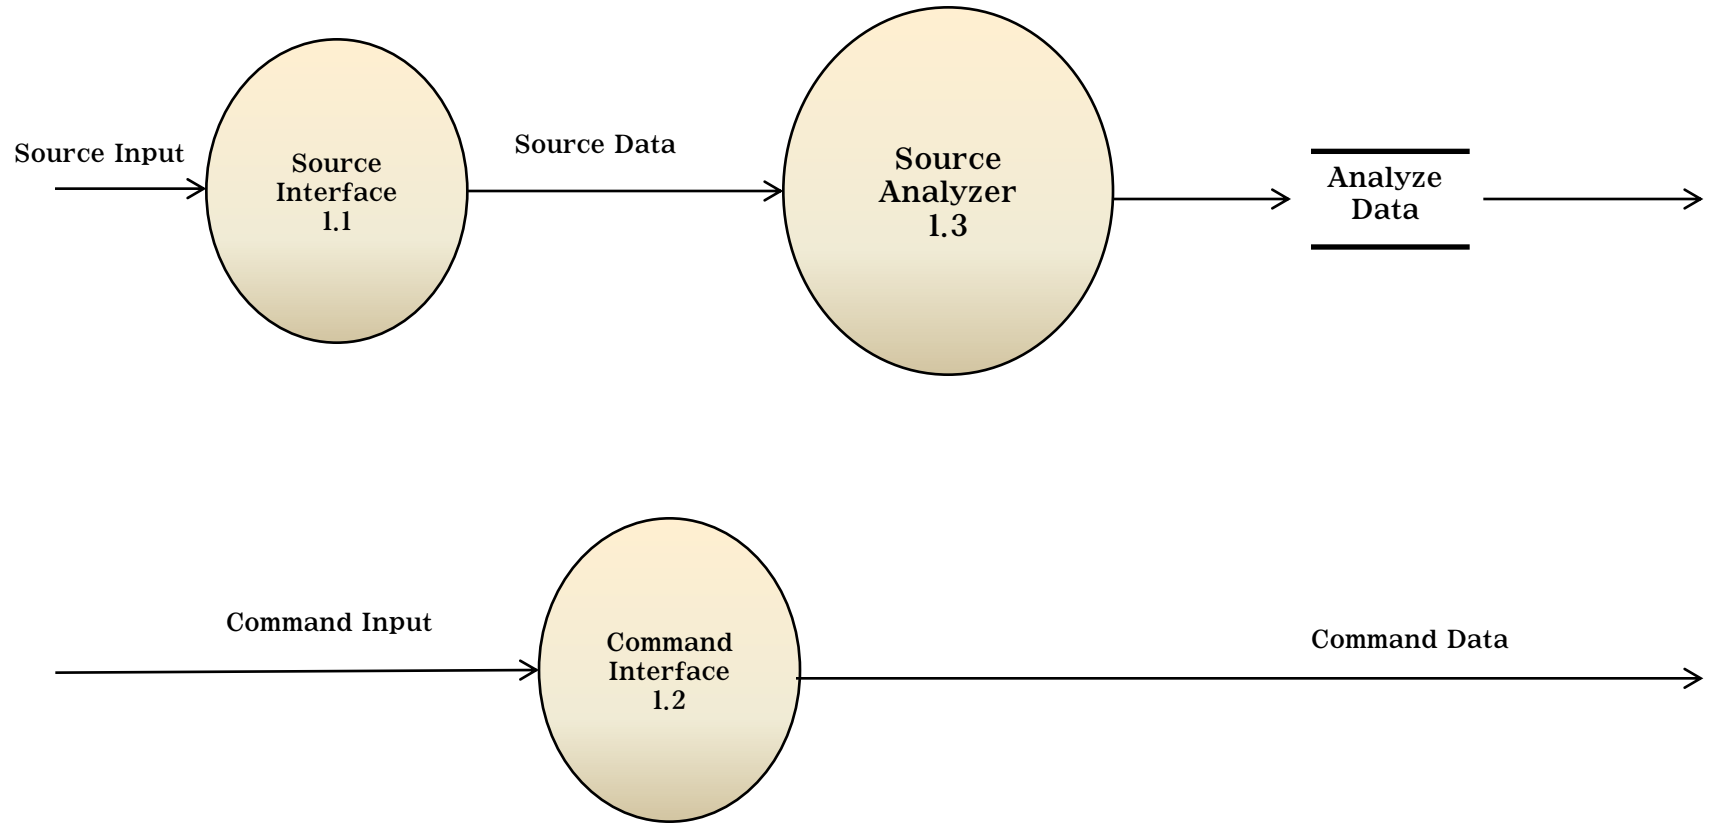 Source Input
Source
Interface
1.1
Source Data
Source
Analyzer
1.3
Analyze
Data
Command Input
Command
Interface
1.2
Command Data